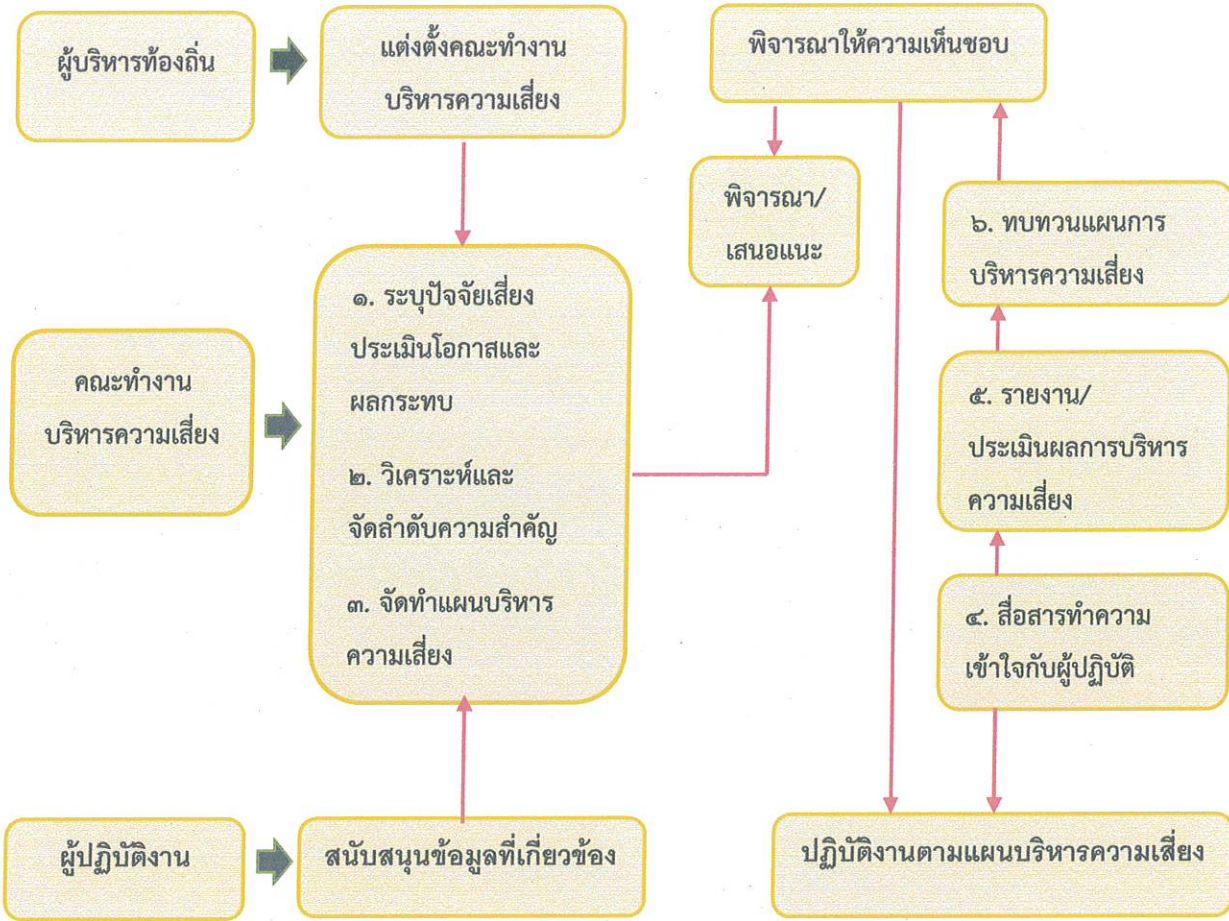 ผู้บริหารท้องถิ่น
แต่งตั้งคณะทำงาน
บริหารความเสี่ยง
พิจารณาให้ความเห็นชอบ
พิจารณา/
เสนอแนะ
๖. ทบทวนแผนการ
บริหารความเสี่ยง
คณะทำงาน
บริหารความเสี่ยง
๑. ระบุปัจจัยเสี่ยง
ประเมินโอกาสและ
ผลกระทบ
๒. วิเคราะห์และ
จัดลำดับความสำคัญ
๓. จัดทำแผนบริหาร
ความเสี่ยง
๕. รายงาน/
ประเมินผลการบริหาร
ความเสี่ยง
๔. สื่อสารทำความ
เข้าใจกับผู้ปฏิบัติ
ผู้ปฏิบัติงาน
สนับสนุนข้อมูลที่เกี่ยวข้อง
ปฏิบัติงานตามแผนบริหารความเสี่ยง